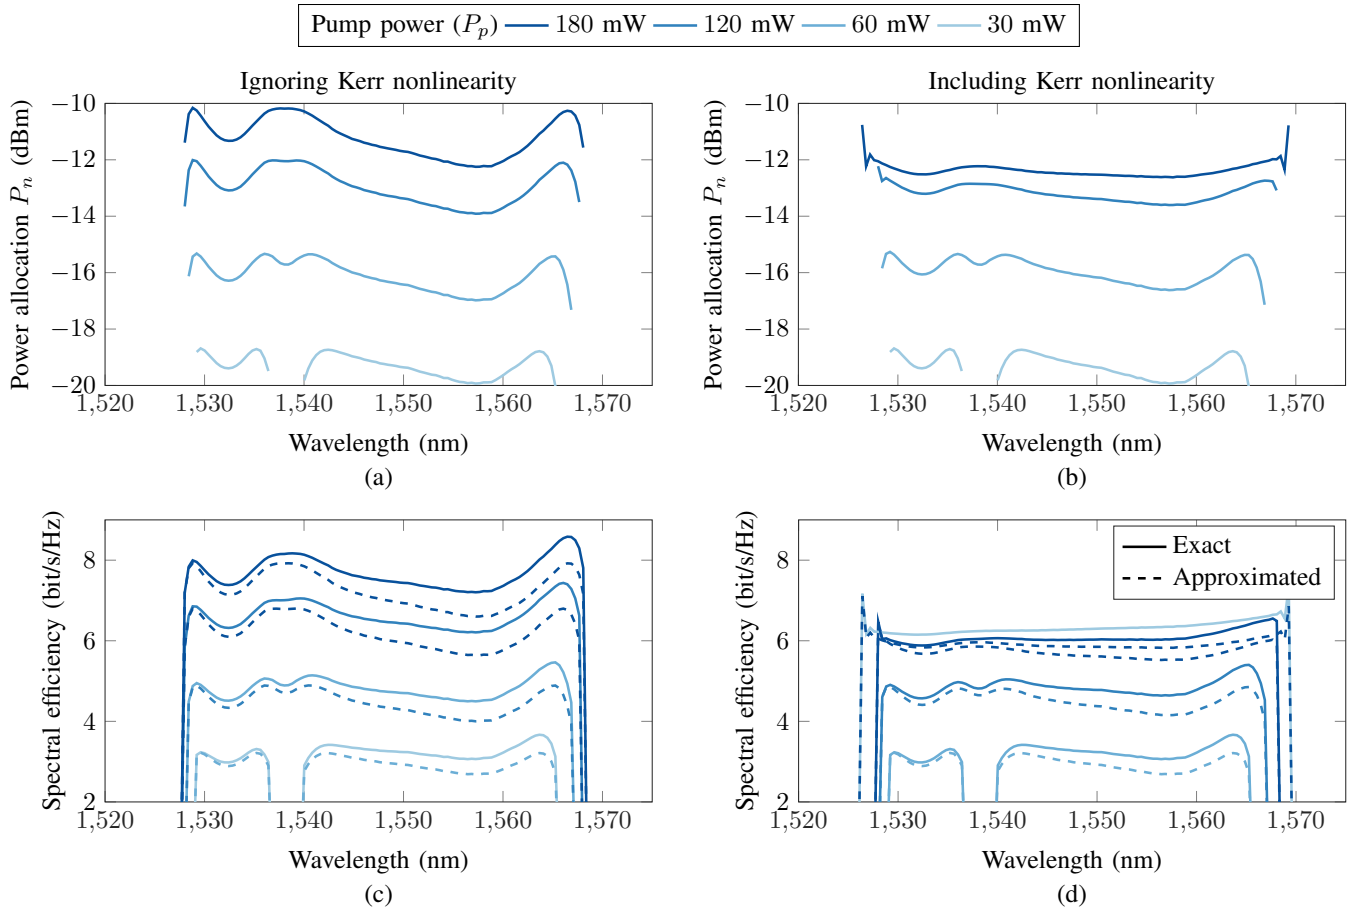 Pump power (Pp) 180 mW 120 mW 60 mW 30 mW
Ignoring Kerr nonlinearity
Including Kerr nonlinearity
Power allocation Pn (dBm)
−10
−12
−14
−16
−18
−20
1,520 1,530 1,540 1,550 1,560 1,570
Wavelength (nm)
(a)
Power allocation Pn (dBm)
−10
−12
−14
−16
−18
−20
1,520 1,530 1,540 1,550 1,560 1,570
Wavelength (nm)
(b)
Spectral efficiency (bit/s/Hz)
8
6
4
2
1,520 1,530 1,540 1,550 1,560 1,570
Wavelength (nm)
(c)
Spectral efficiency (bit/s/Hz)
8
6
4
2
Exact
Approximated
1,520 1,530 1,540 1,550 1,560 1,570
Wavelength (nm)
(d)